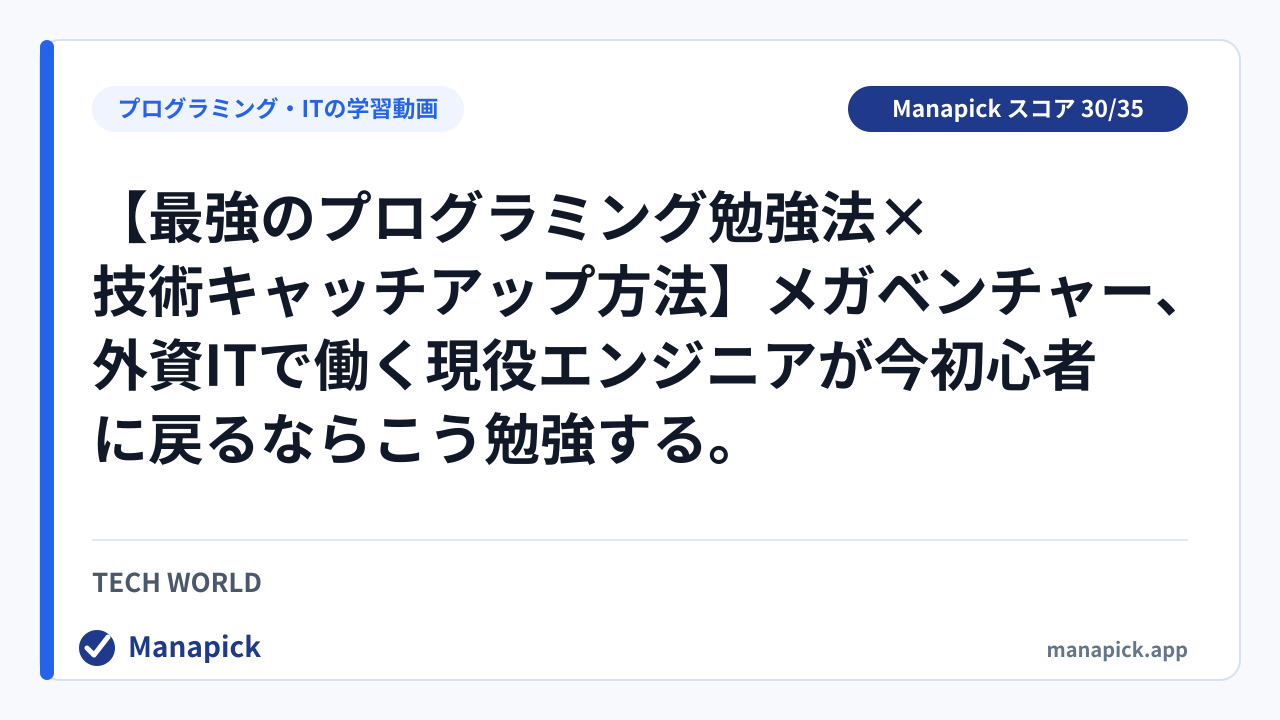 プログラミング・ITの学習動画
Manapick スコア 30/35
【最強のプログラミング勉強法×
技術キャッチアップ方法】メガベンチャー、
外資ITで働く現役エンジニアが今初心者
に戻るならこう勉強する。
TECH WORLD
Manapick
manapick.app